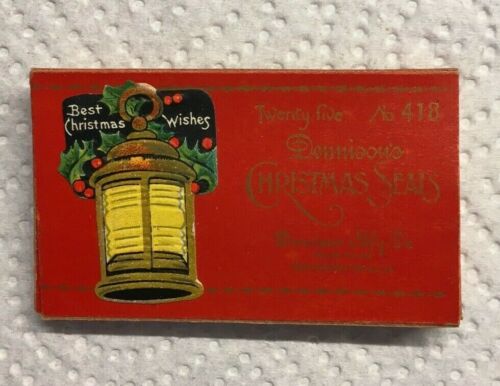 Best
Christmas Wishes
Twenty five No 418
Dennison's
CHRISTMAS SEALS
Dennison Mfg. Co.